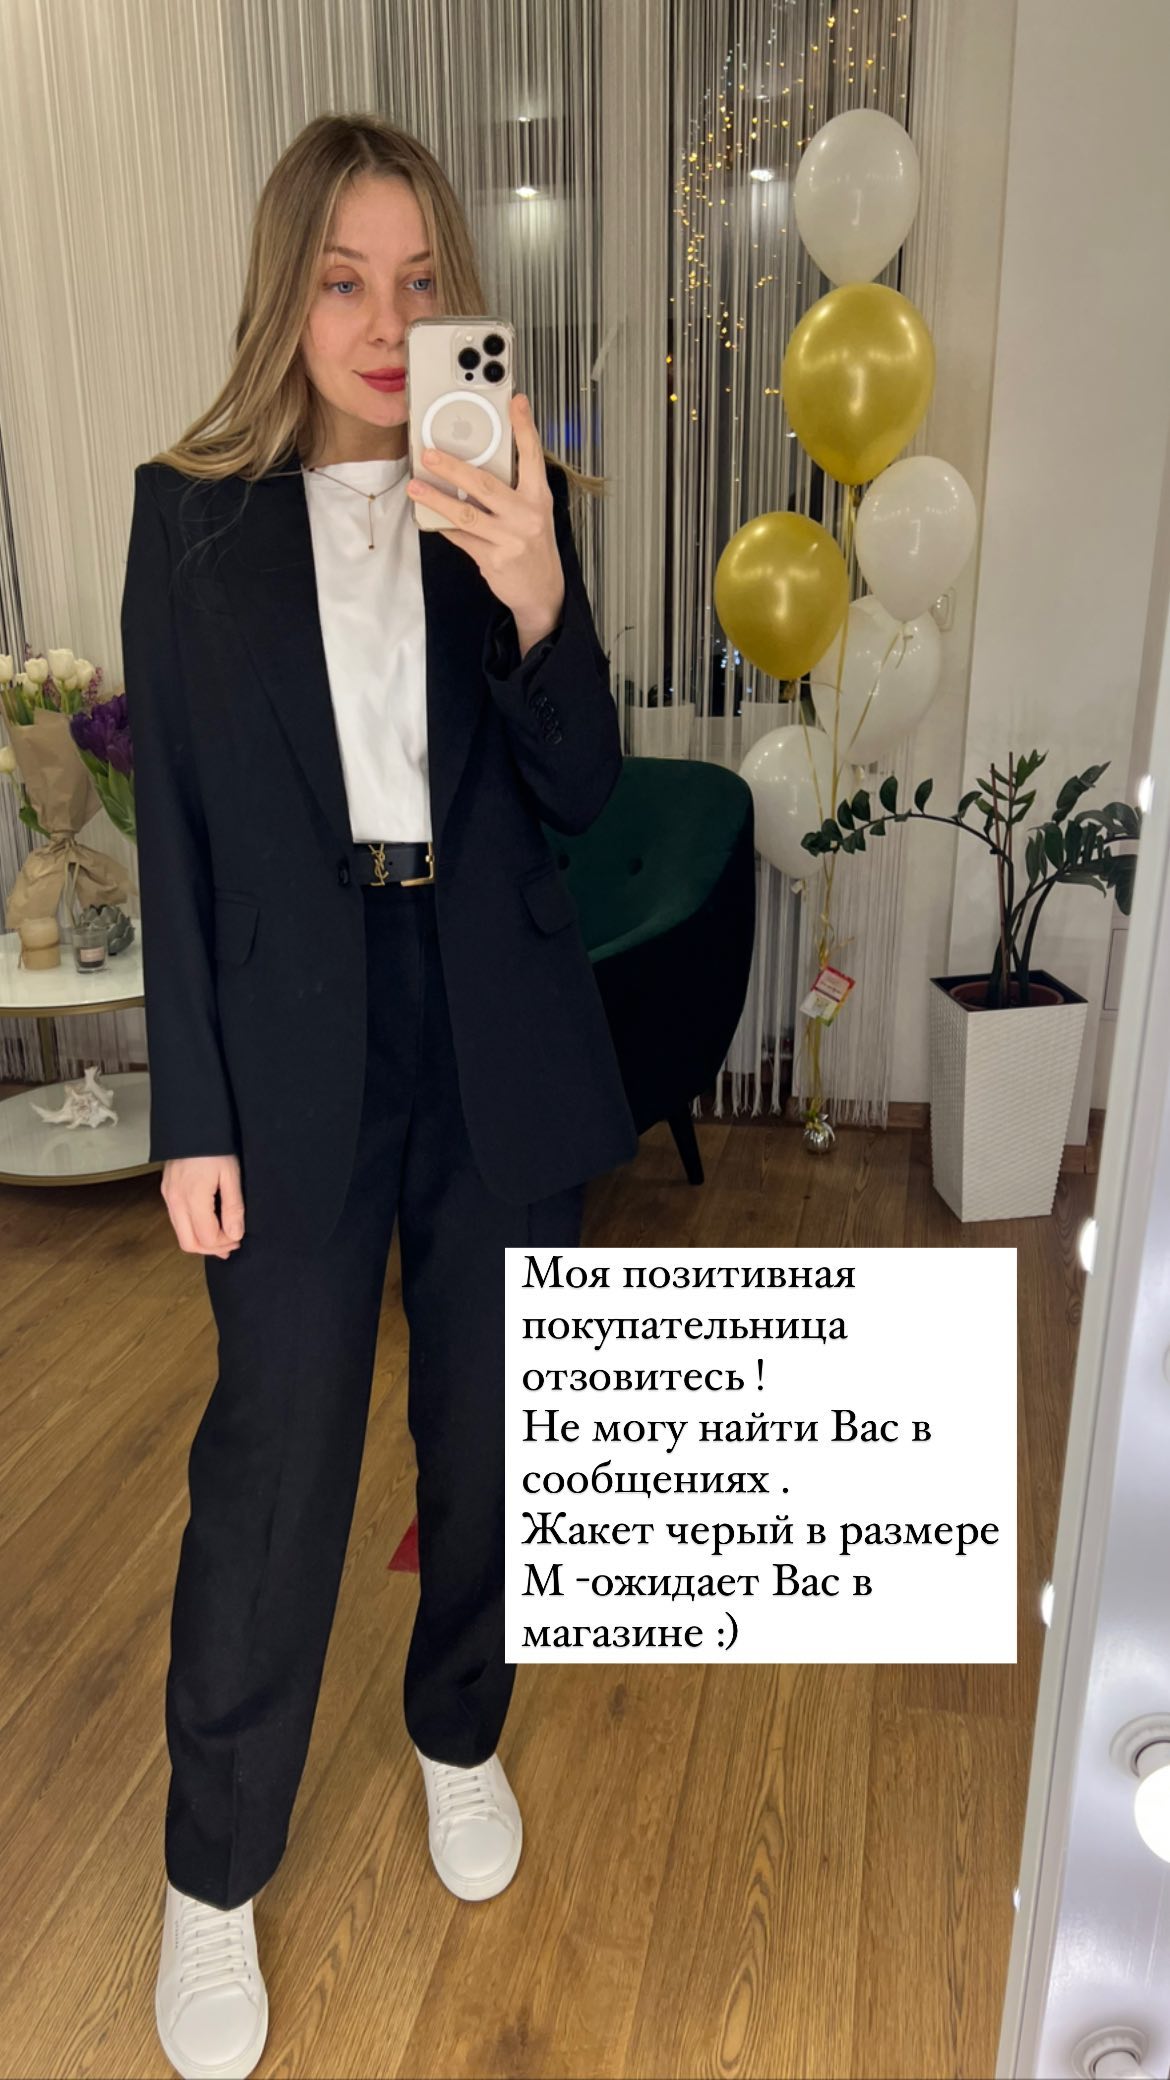 Моя позитивная
покупательница
отзовитесь !
Не могу найти Вас в
сообщениях .
Жакет черый в размере
М -ожидает Вас в
магазине :)